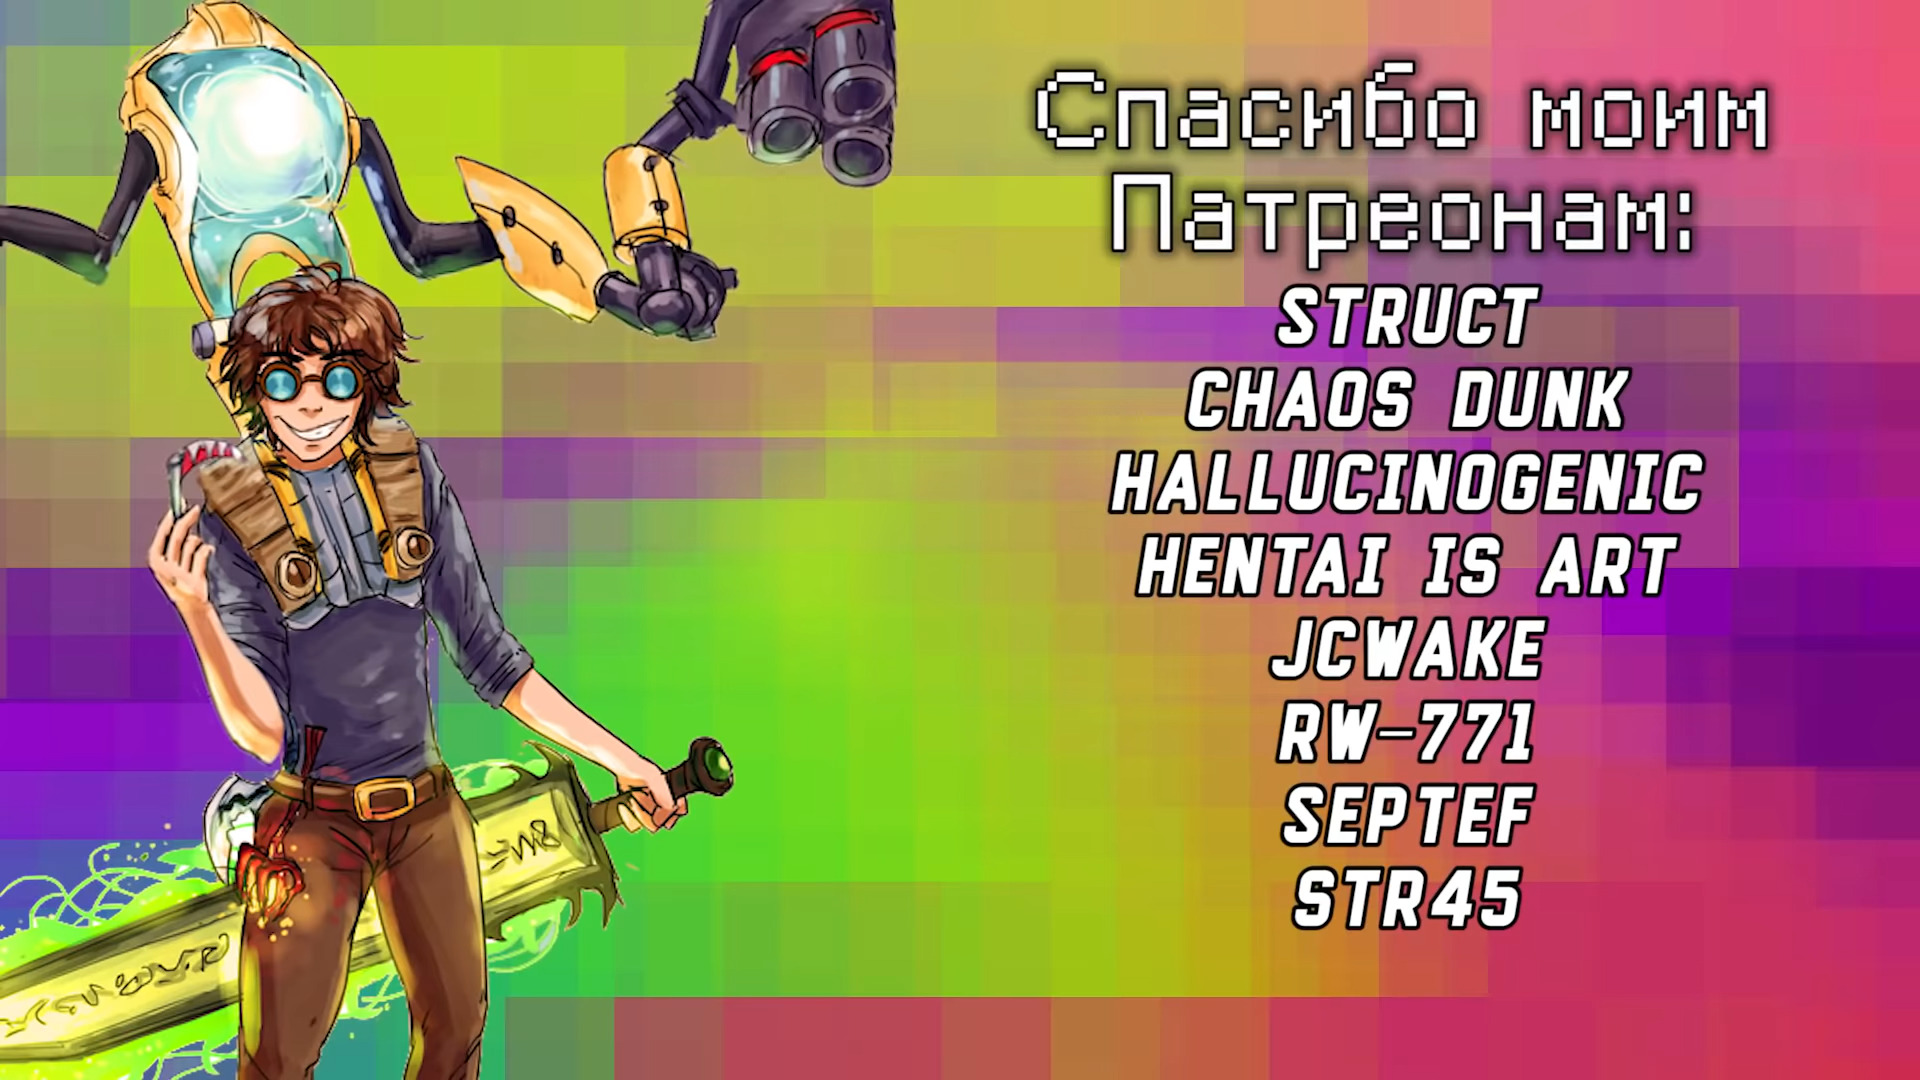 Спасибо моим
Патреонам:
STRUCT
CHAOS DUNK
HALLUCINOGENIC
HENTAI IS ART
JCWAKE
RW-771
SEPTEF
STR45